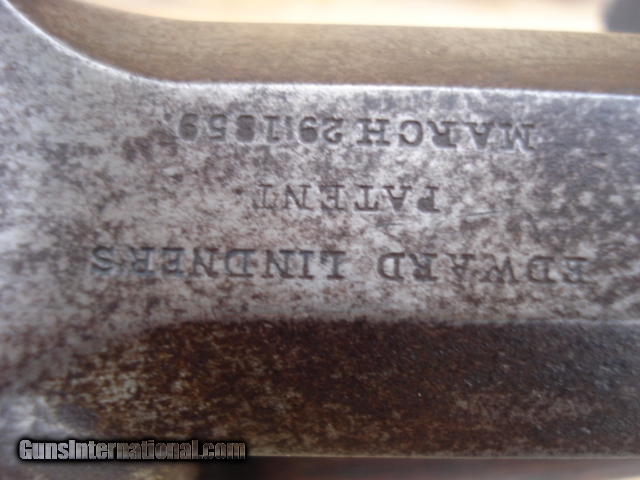 EDWARD LINDNER'S
PATENT
MARCH 29.1859.
GunsInternational.com